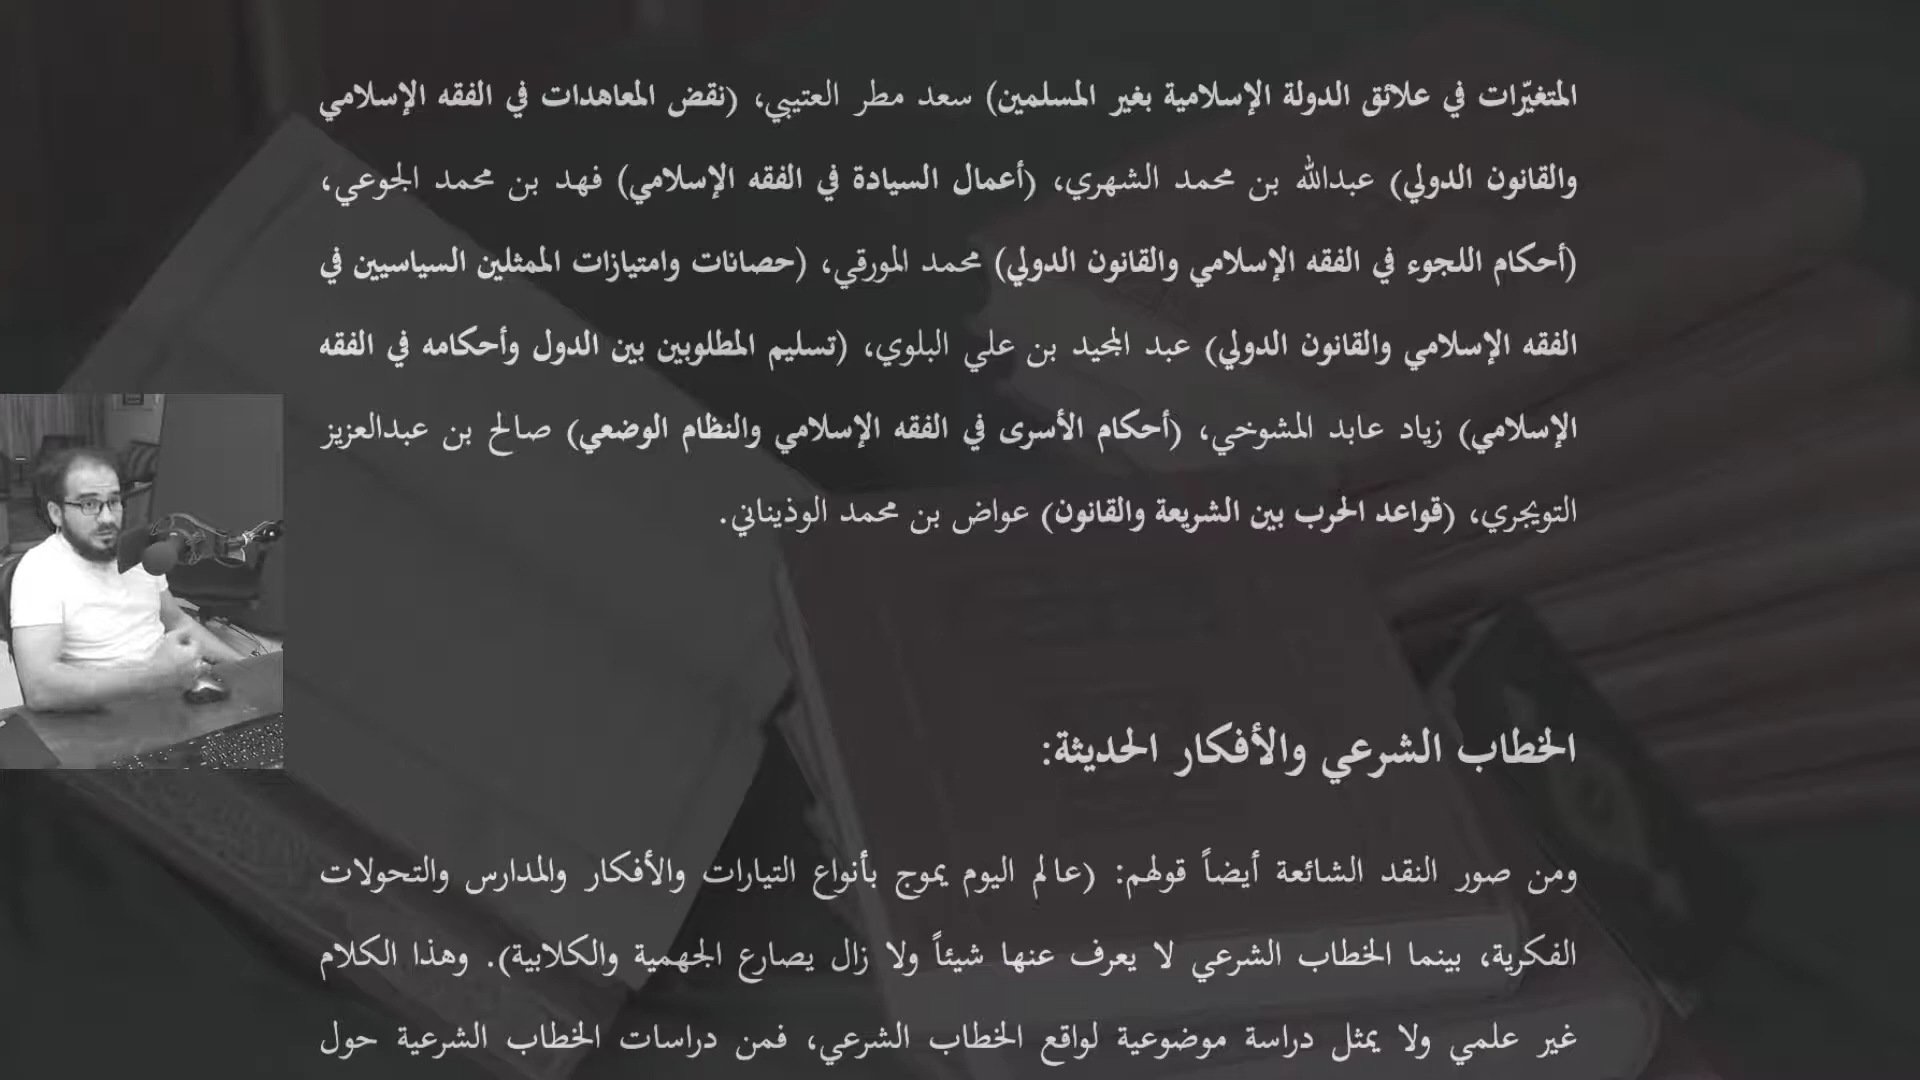 المتغيّرات في علائق الدولة الإسلامية بغير المسلمين) سعد مطر العتيبي، (نقض المعاهدات في الفقه الإسلامي
والقانون الدولي) عبدالله بن محمد الشهري، (أعمال السيادة في الفقه الإسلامي) فهد بن محمد الجوعي،
(أحكام اللجوء في الفقه الإسلامي والقانون الدولي) محمد المورقي، (حصانات وامتيازات الممثلين السياسيين في
الفقه الإسلامي والقانون الدولي) عبد المجيد بن علي البلوي، (تسليم المطلوبين بين الدول وأحكامه في الفقه
الإسلامي) زياد عابد المشوخي، (أحكام الأسرى في الفقه الإسلامي والنظام الوضعي) صالح بن عبدالعزيز
التويجري، (قواعد الحرب بين الشريعة والقانون) عواض بن محمد الوذيناني.
الخطاب الشرعي والأفكار الحديثة:
ومن صور النقد الشائعة أيضاً قولهم: (عالم اليوم يموج بأنواع التيارات والأفكار والمدارس والتحولات
الفكرية، بينما الخطاب الشرعي لا يعرف عنها شيئاً ولا زال يصارع الجهمية والكلابية). وهذا الكلام
غير علمي ولا يمثل دراسة موضوعية لواقع الخطاب الشرعي، فمن دراسات الخطاب الشرعية حول